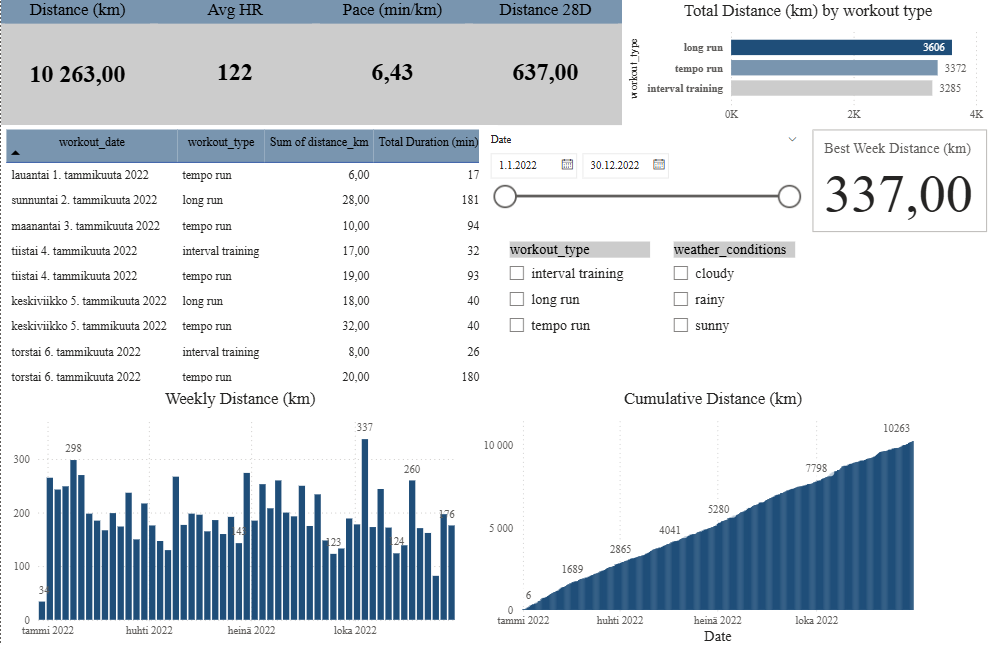 Distance (km) Avg HR Pace (min/km) Distance 28D
10 263,00 122 6,43 637,00
Total Distance (km) by workout type
workout_type
long run 3606
tempo run 3372
interval training 3285
0K 2K 4K
workout_date workout_type Sum of distance_km Total Duration (min)
lauantai 1. tammikuuta 2022 tempo run 6,00 17
sunnuntai 2. tammikuuta 2022 long run 28,00 181
maanantai 3. tammikuuta 2022 tempo run 10,00 94
tiistai 4. tammikuuta 2022 interval training 17,00 32
tiistai 4. tammikuuta 2022 tempo run 19,00 93
keskiviikko 5. tammikuuta 2022 long run 18,00 40
keskiviikko 5. tammikuuta 2022 tempo run 32,00 40
torstai 6. tammikuuta 2022 interval training 8,00 26
torstai 6. tammikuuta 2022 tempo run 20,00 180
Date
1.1.2022 30.12.2022
Best Week Distance (km)
337,00
workout_type
interval training
long run
tempo run
weather_conditions
cloudy
rainy
sunny
Weekly Distance (km)
337
298
260
176
143
123
124
34
300
200
100
0
tammi 2022 huhti 2022 heinä 2022 loka 2022
Cumulative Distance (km)
10263
7798
5280
4041
2865
1689
6
10 000
5 000
0
tammi 2022 huhti 2022 heinä 2022 loka 2022
Date